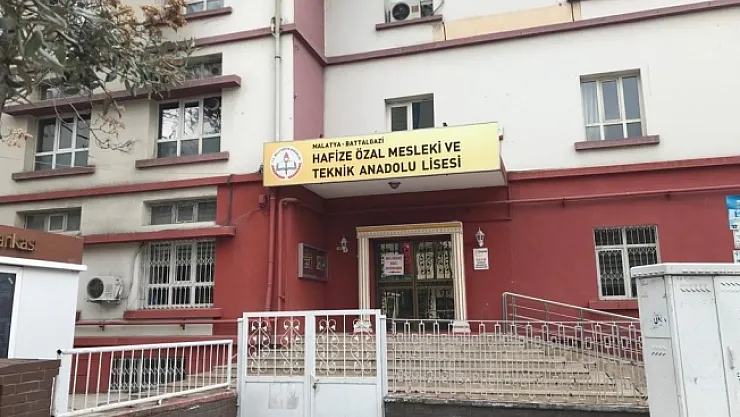 MALATYA - BATTALGAZİ
HAFİZE ÖZAL MESLEKİ VE
TEKNİK ANADOLU LİSESİ